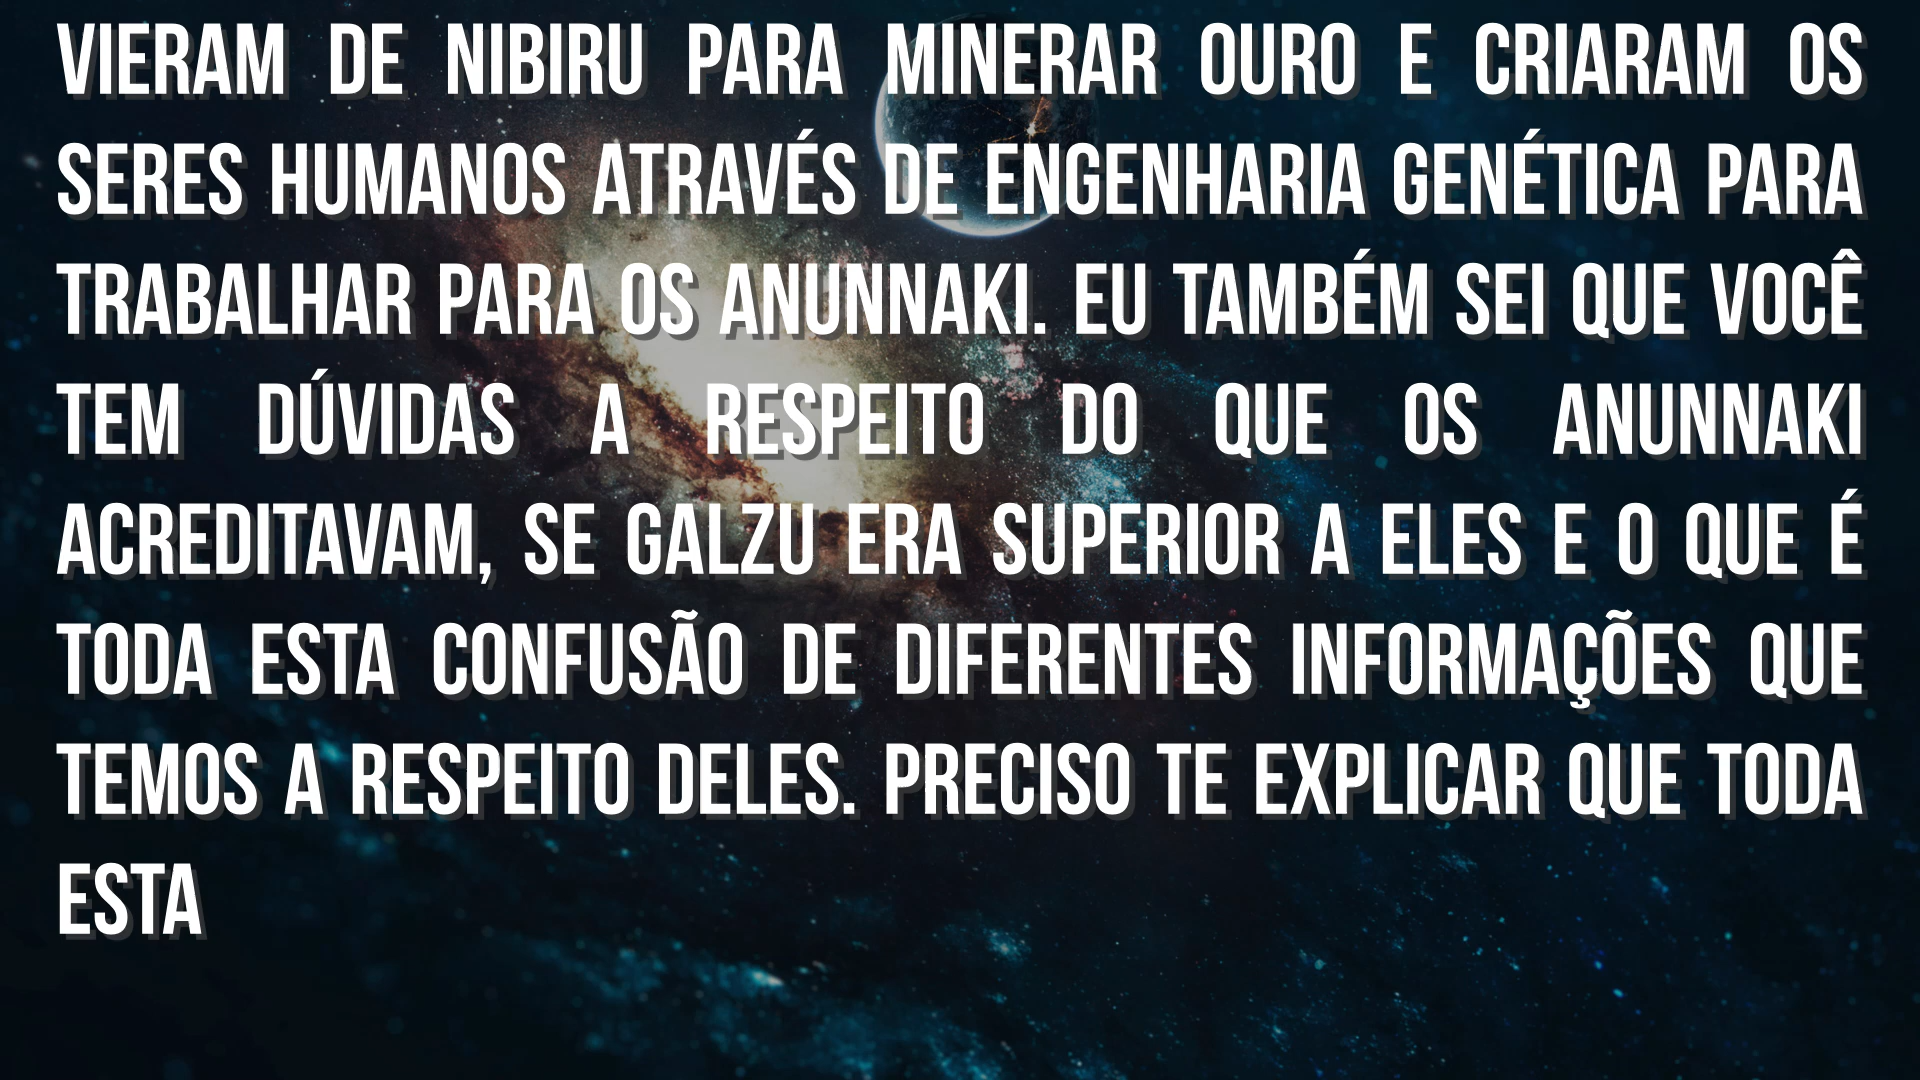 VIERAM DE NIBIRU PARA MINERAR OURO E CRIARAM OS
SERES HUMANOS ATRAVÉS DE ENGENHARIA GENÉTICA PARA
TRABALHAR PARA OS ANUNNAKI. EU TAMBÉM SEI QUE VOCÊ
TEM DÚVIDAS A RESPEITO DO QUE OS ANUNNAKI
ACREDITAVAM, SE GALZU ERA SUPERIOR A ELES E O QUE É
TODA ESTA CONFUSÃO DE DIFERENTES INFORMAÇÕES QUE
TEMOS A RESPEITO DELES. PRECISO TE EXPLICAR QUE TODA
ESTA